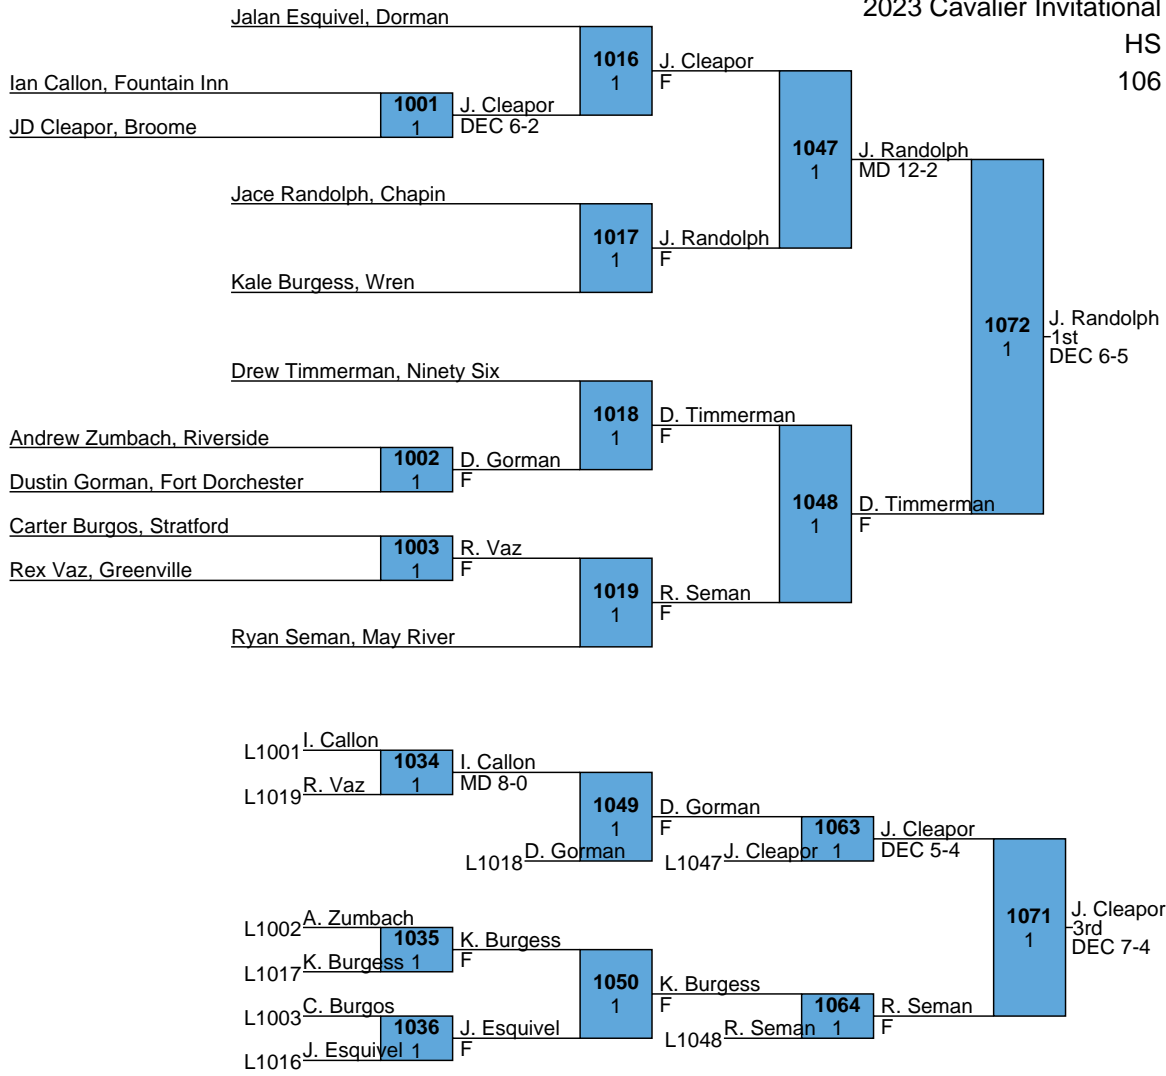 2023 Cavalier Invitational
HS
106
Jalan Esquivel, Dorman
1016
1
J. Cleapor
F
Ian Callon, Fountain Inn
1001
1
J. Cleapor
DEC 6-2
JD Cleapor, Broome
1047
1
J. Randolph
MD 12-2
Jace Randolph, Chapin
1017
1
J. Randolph
F
Kale Burgess, Wren
1072
1
J. Randolph
1st
DEC 6-5
Drew Timmerman, Ninety Six
1018
1
D. Timmerman
F
Andrew Zumbach, Riverside
1002
1
D. Gorman
F
Dustin Gorman, Fort Dorchester
1048
1
D. Timmerman
F
Carter Burgos, Stratford
1003
1
R. Vaz
F
Rex Vaz, Greenville
1019
1
R. Seman
F
Ryan Seman, May River
L1001
I. Callon
1034
1
I. Callon
MD 8-0
L1019
R. Vaz
1049
1
D. Gorman
F
L1018
D. Gorman
1063
1
J. Cleapor
DEC 5-4
L1047
J. Cleapor
1071
1
J. Cleapor
3rd
DEC 7-4
L1002
A. Zumbach
1035
1
K. Burgess
F
L1017
K. Burgess
1050
1
K. Burgess
F
L1003
C. Burgos
1036
1
J. Esquivel
F
L1016
J. Esquivel
1064
1
R. Seman
F
L1048
R. Seman